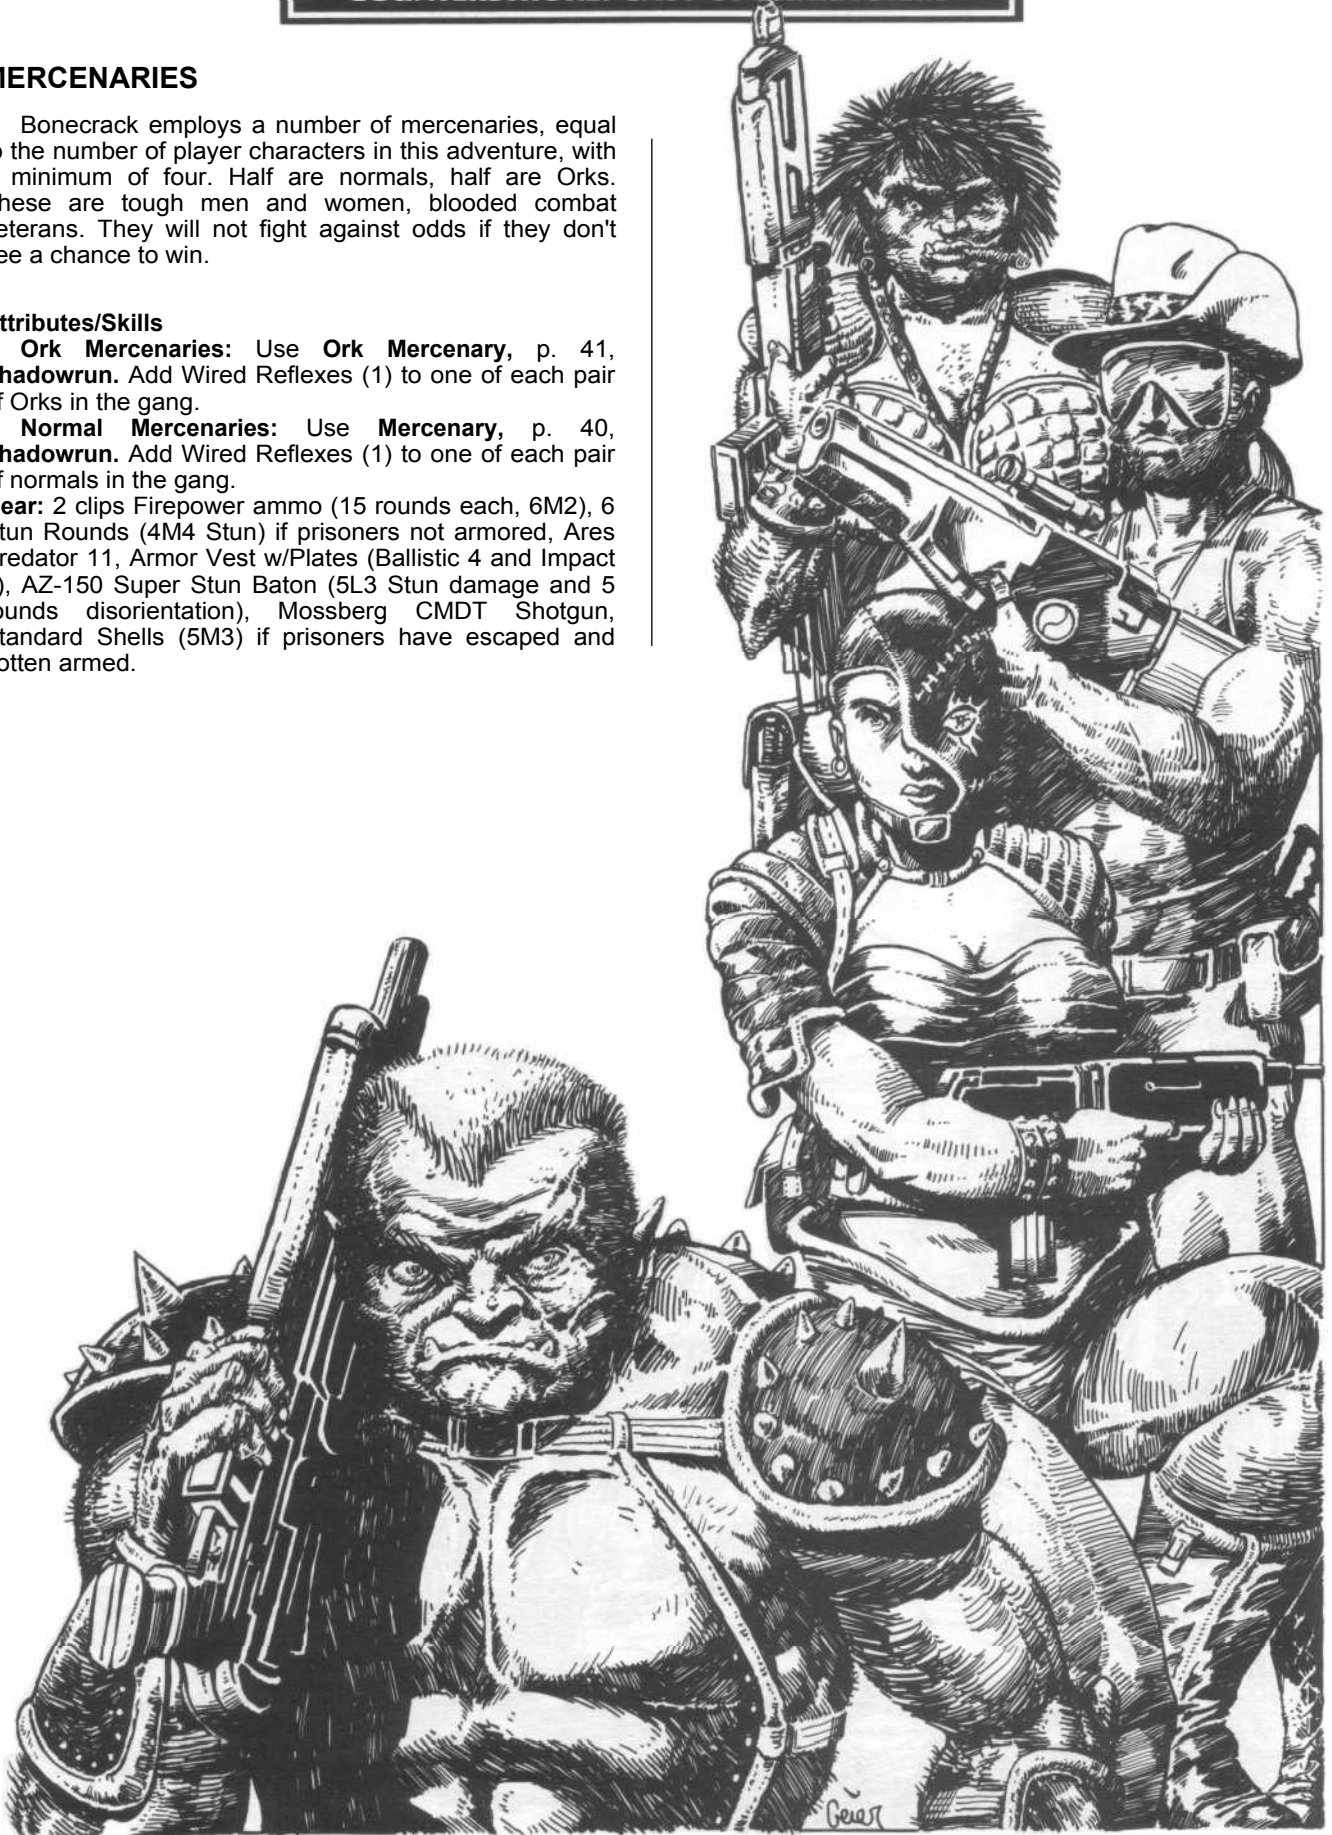 MERCENARIES
Bonecrack employs a number of mercenaries, equal
the number of player characters in this adventure, with
minimum of four. Half are normals, half are Orks.
hese are tough men and women, blooded combat
eterans. They will not fight against odds if they don't
ee a chance to win.
ttributes/Skills
Ork Mercenaries: Use Ork Mercenary, p. 41,
hadowrun. Add Wired Reflexes (1) to one of each pair
f Orks in the gang.
Normal Mercenaries: Use Mercenary, p. 40,
hadowrun. Add Wired Reflexes (1) to one of each pair
f normals in the gang.
ear: 2 clips Firepower ammo (15 rounds each, 6M2), 6
tun Rounds (4M4 Stun) if prisoners not armored, Ares
redator 11, Armor Vest w/Plates (Ballistic 4 and Impact
), AZ-150 Super Stun Baton (5L3 Stun damage and 5
ounds disorientation), Mossberg CMDT Shotgun,
tandard Shells (5M3) if prisoners have escaped and
otten armed.
Geier